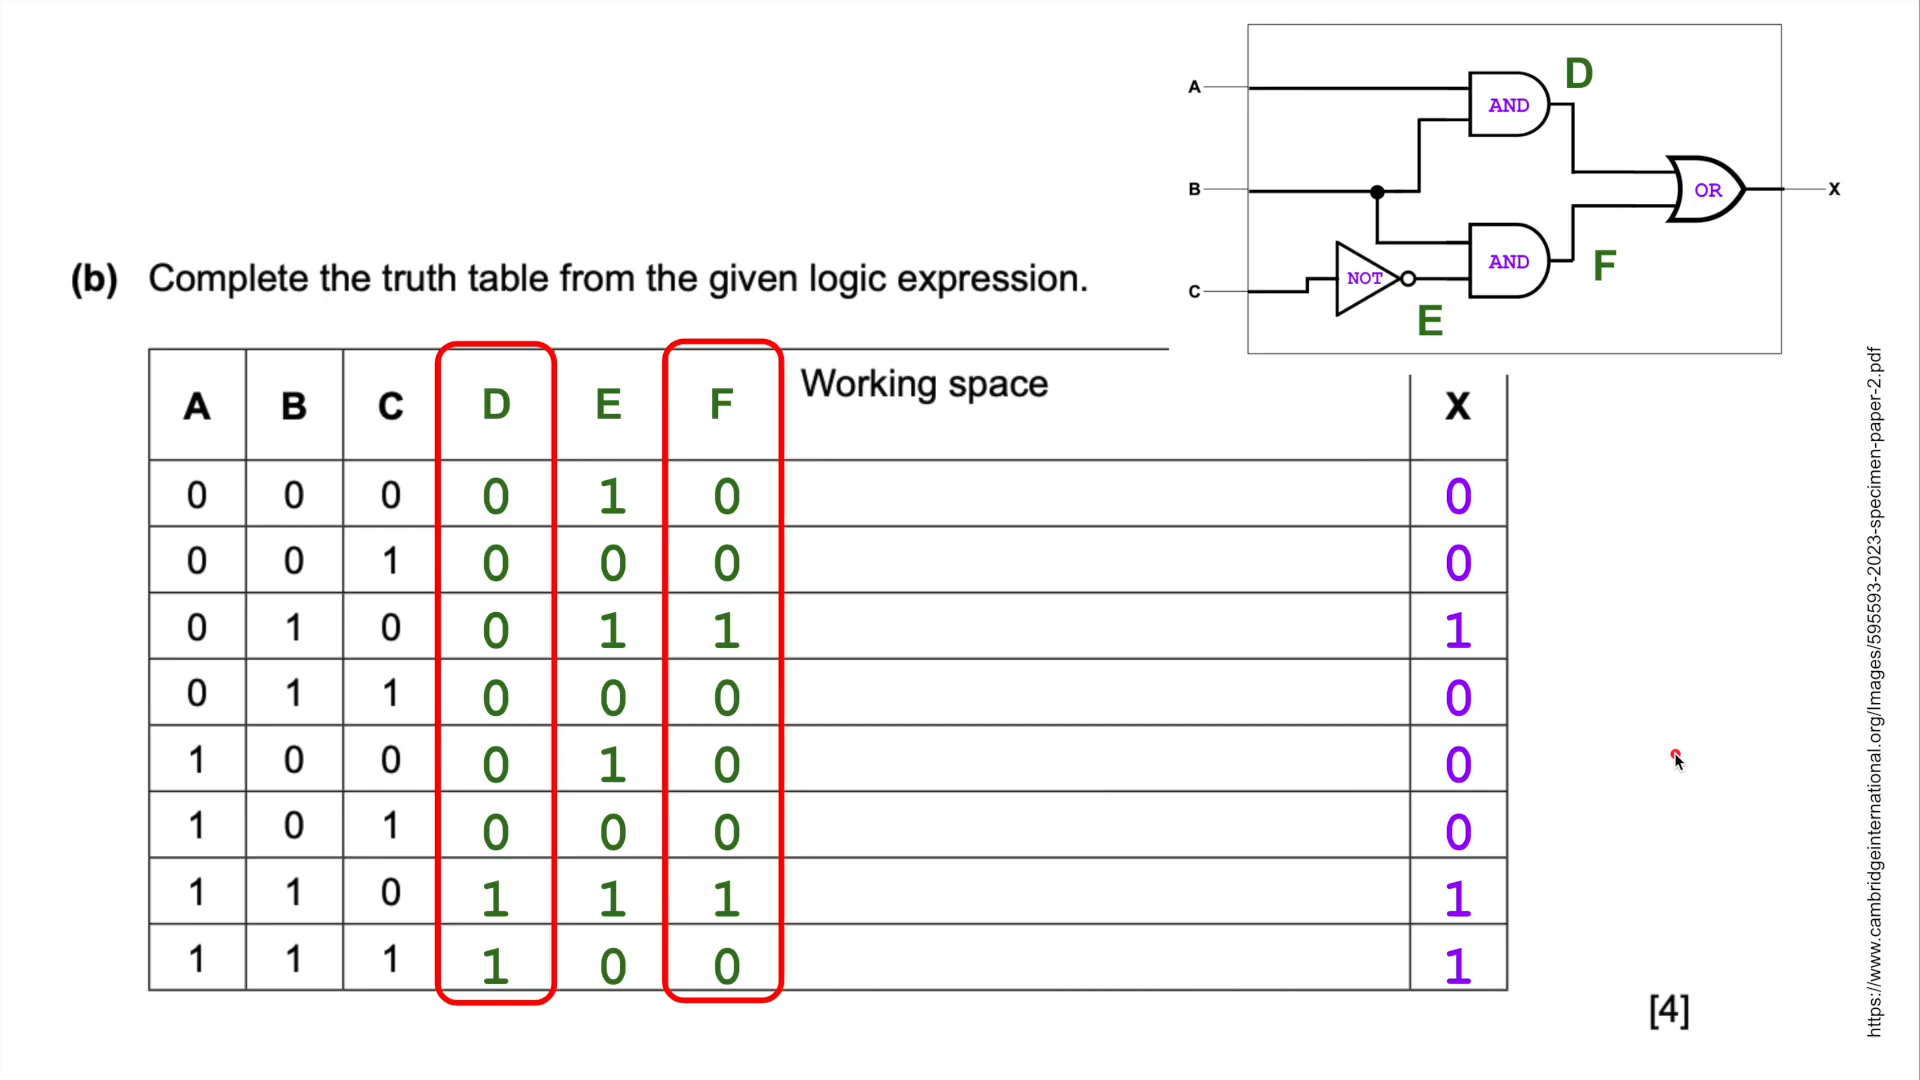 D
A
AND
B
OR
X
AND
F
NOT
C
E
(b) Complete the truth table from the given logic expression.
A B C D E F Working space X
0 0 0 0 1 0 0
0 0 1 0 0 0 0
0 1 0 0 1 1 1
0 1 1 0 0 0 0
1 0 0 0 1 0 0
1 0 1 0 0 0 0
1 1 0 1 1 1 1
1 1 1 1 0 0 1
[4]
https://www.cambridgeinternational.org/Images/595593-2023-specimen-paper-2.pdf